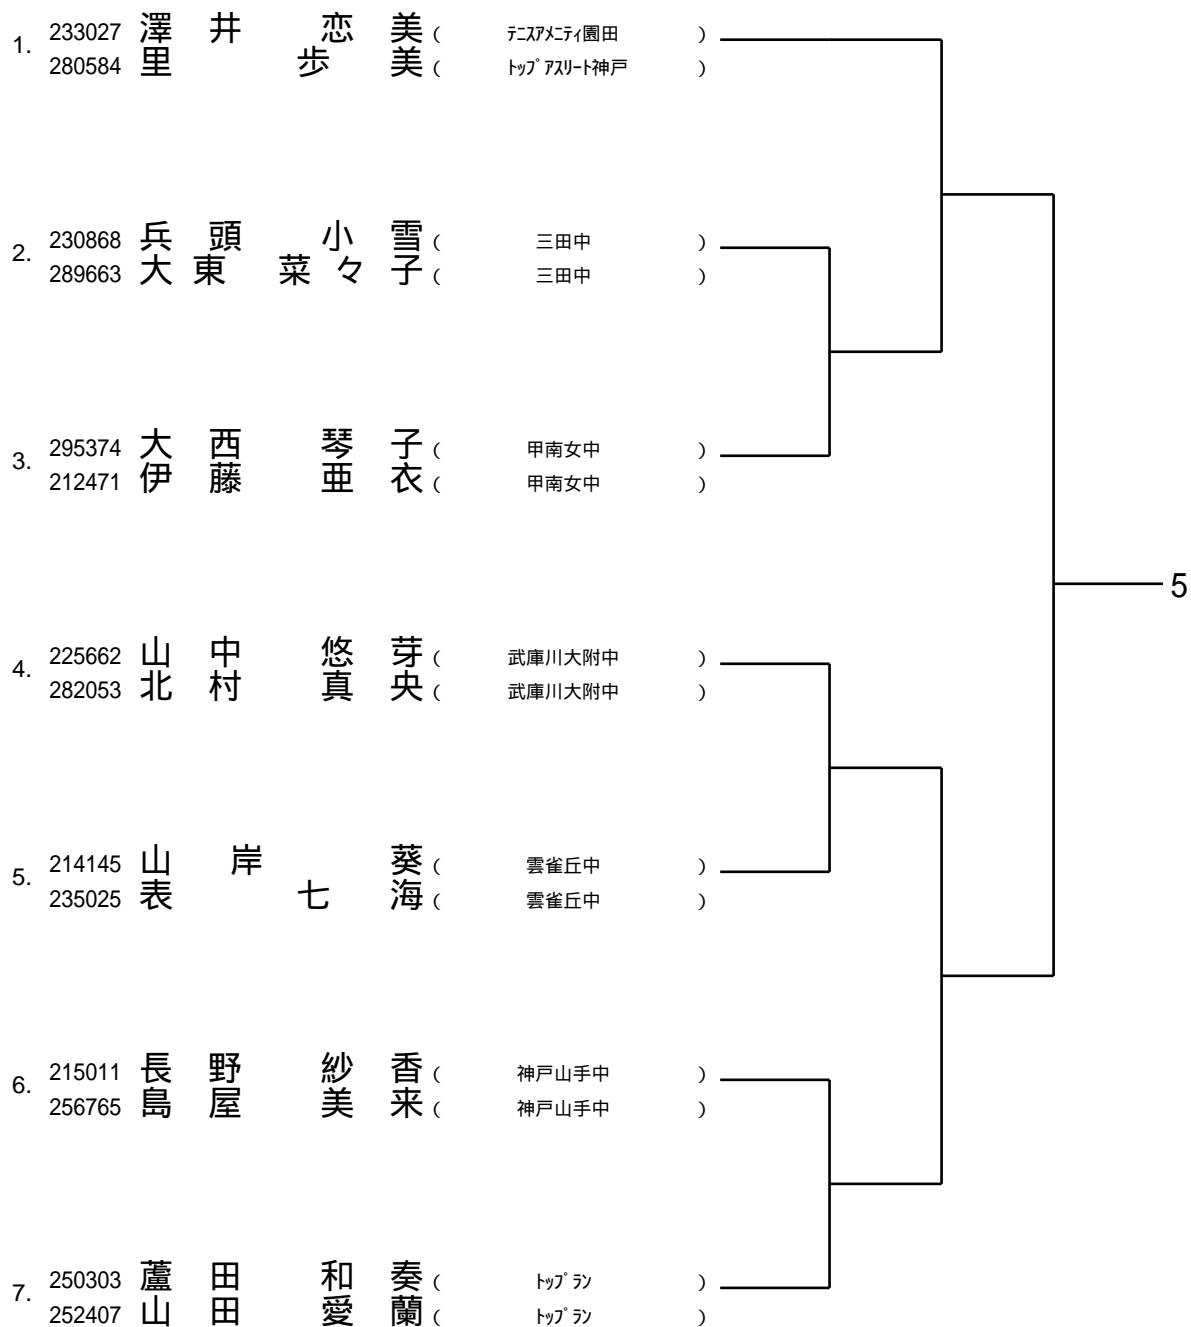 1. 233027 澤井 恋美 ( テニスアメニティ園田 )
280584 里 歩美 ( トップアスリート神戸 )
2. 230868 兵頭 小雪 ( 三田中 )
289663 大東 菜々子 ( 三田中 )
3. 295374 大西 琴子 ( 甲南女中 )
212471 伊藤 亜衣 ( 甲南女中 )
5
4. 225662 山中 悠芽 ( 武庫川大附中 )
282053 北村 真央 ( 武庫川大附中 )
5. 214145 山岸 葵 ( 雲雀丘中 )
235025 表 七海 ( 雲雀丘中 )
6. 215011 長野 紗香 ( 神戸山手中 )
256765 島屋 美来 ( 神戸山手中 )
7. 250303 蘆田 和奏 ( トップラン )
252407 山田 愛蘭 ( トップラン )